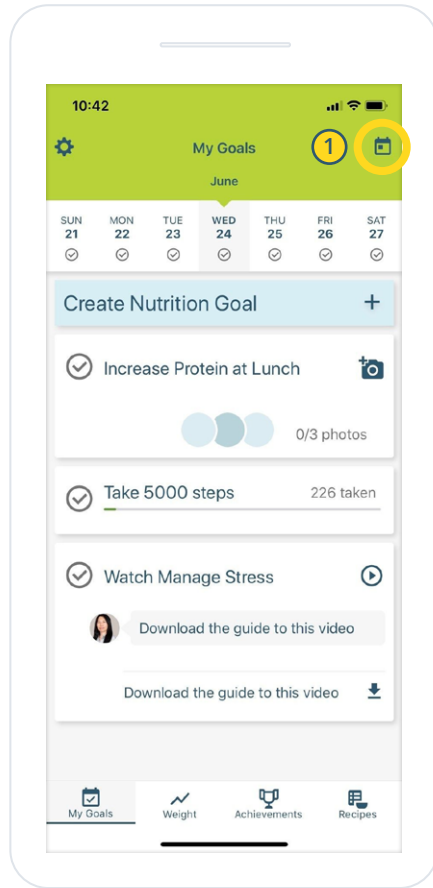 10:42
My Goals
1
June
SUN MON TUE WED THU FRI SAT
21 22 23 24 25 26 27
Create Nutrition Goal +
Increase Protein at Lunch
0/3 photos
Take 5000 steps 226 taken
Watch Manage Stress
Download the guide to this video
Download the guide to this video
My Goals Weight Achievements Recipes